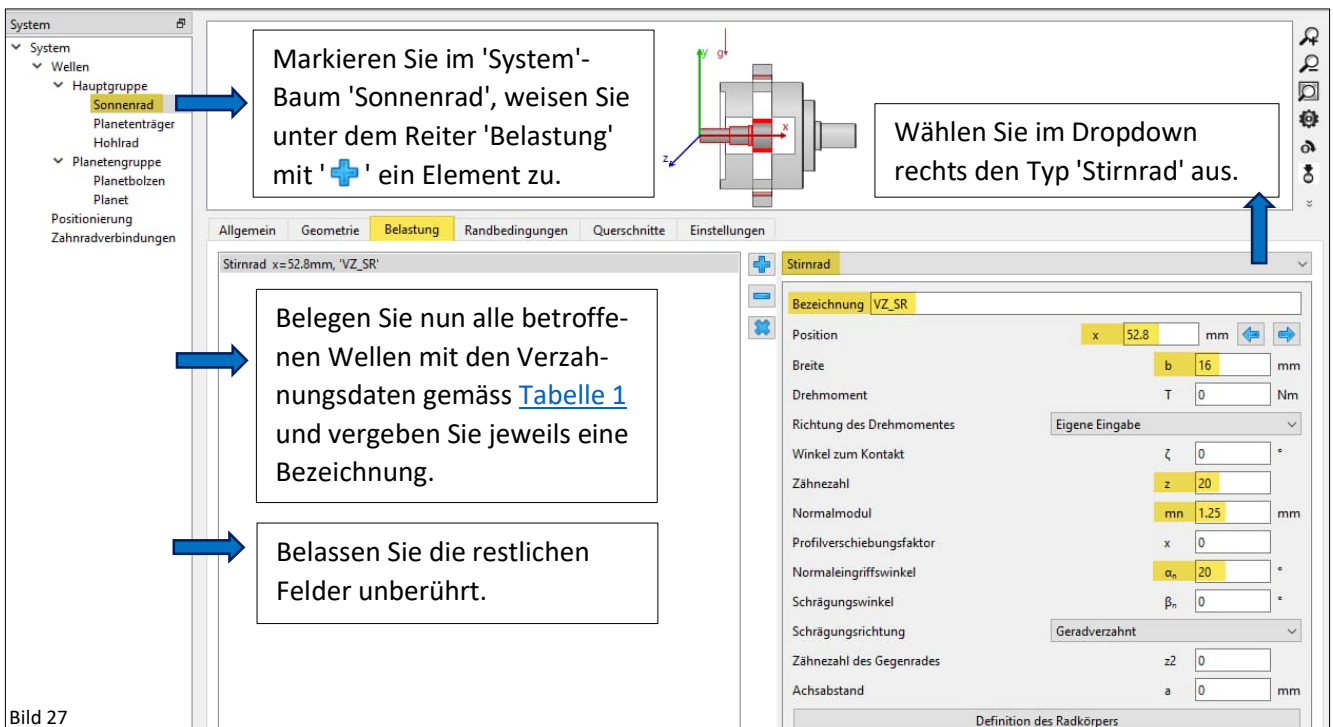 System
System
Wellen
Hauptgruppe
Sonnenrad
Planetenträger
Hohlrad
Planetengruppe
Planetbolzen
Planet
Positionierung
Zahnradverbindungen
Markieren Sie im 'System'-
Baum 'Sonnenrad', weisen Sie
unter dem Reiter 'Belastung'
mit ' ' ein Element zu.
y g
x
z
Wählen Sie im Dropdown
rechts den Typ 'Stirnrad' aus.
Allgemein Geometrie Belastung Randbedingungen Querschnitte Einstellungen
Stirnrad x=52.8mm, 'VZ_SR'
Belegen Sie nun alle betroffe-
nen Wellen mit den Verzah-
nungsdaten gemäss Tabelle 1
und vergeben Sie jeweils eine
Bezeichnung.
Belassen Sie die restlichen
Felder unberührt.
Stirnrad
Bezeichnung VZ_SR
Position x 52.8 mm
Breite b 16 mm
Drehmoment T 0 Nm
Richtung des Drehmomentes Eigene Eingabe
Winkel zum Kontakt ζ 0 °
Zähnezahl z 20
Normalmodul mn 1.25 mm
Profilverschiebungsfaktor x 0
Normaleingriffswinkel αn 20 °
Schrägungswinkel βn 0 °
Schrägungsrichtung Geradverzahnt
Zähnezahl des Gegenrades z2 0
Achsabstand a 0 mm
Definition des Radkörpers
Bild 27